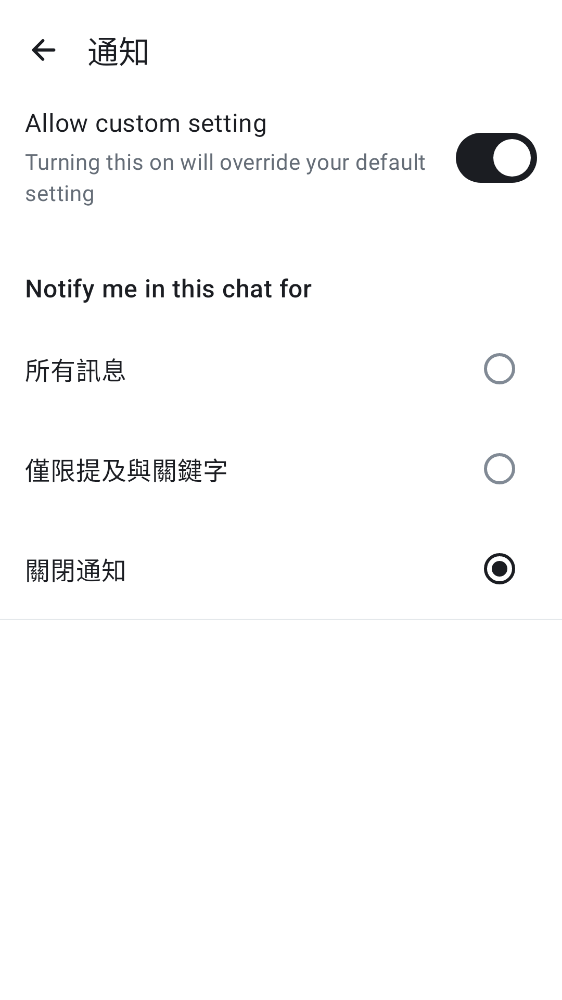 通知
Allow custom setting
Turning this on will override your default
setting
Notify me in this chat for
所有訊息
僅限提及與關鍵字
關閉通知